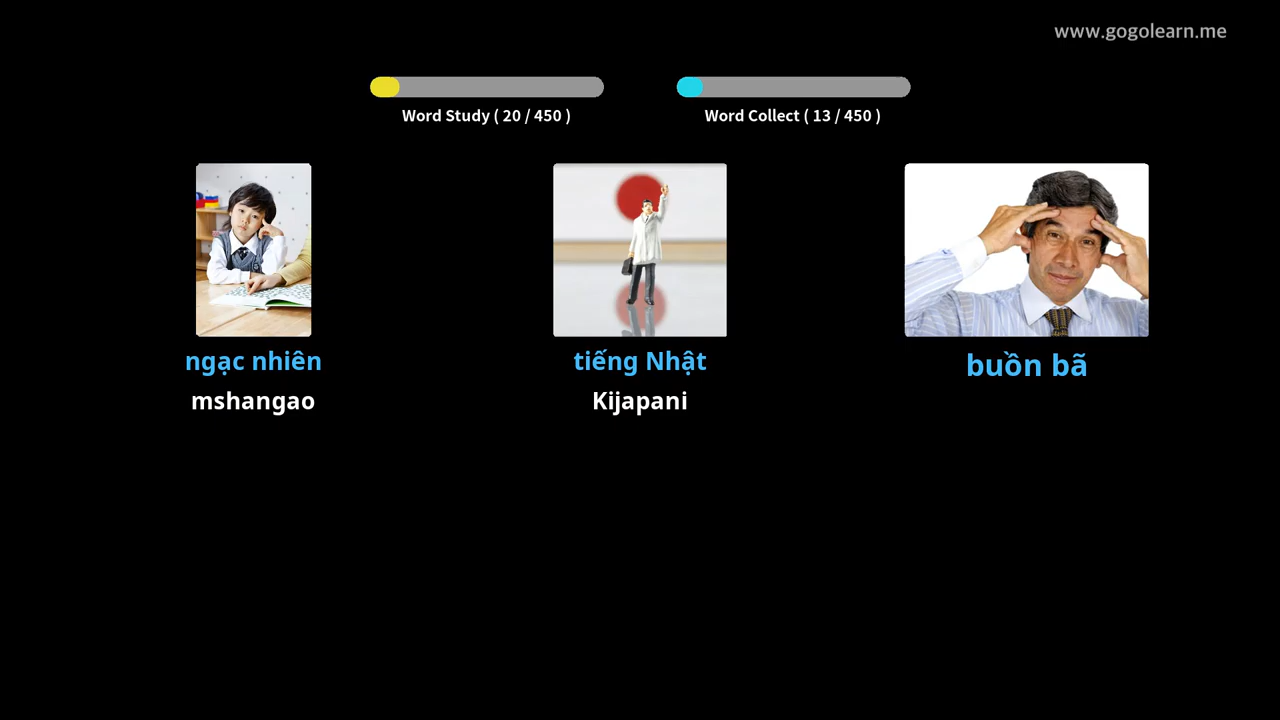 www.gogolearn.me
Word Study ( 20 / 450 )
Word Collect ( 13 / 450 )
ngạc nhiên
mshangao
tiếng Nhật
Kijapani
buồn bã